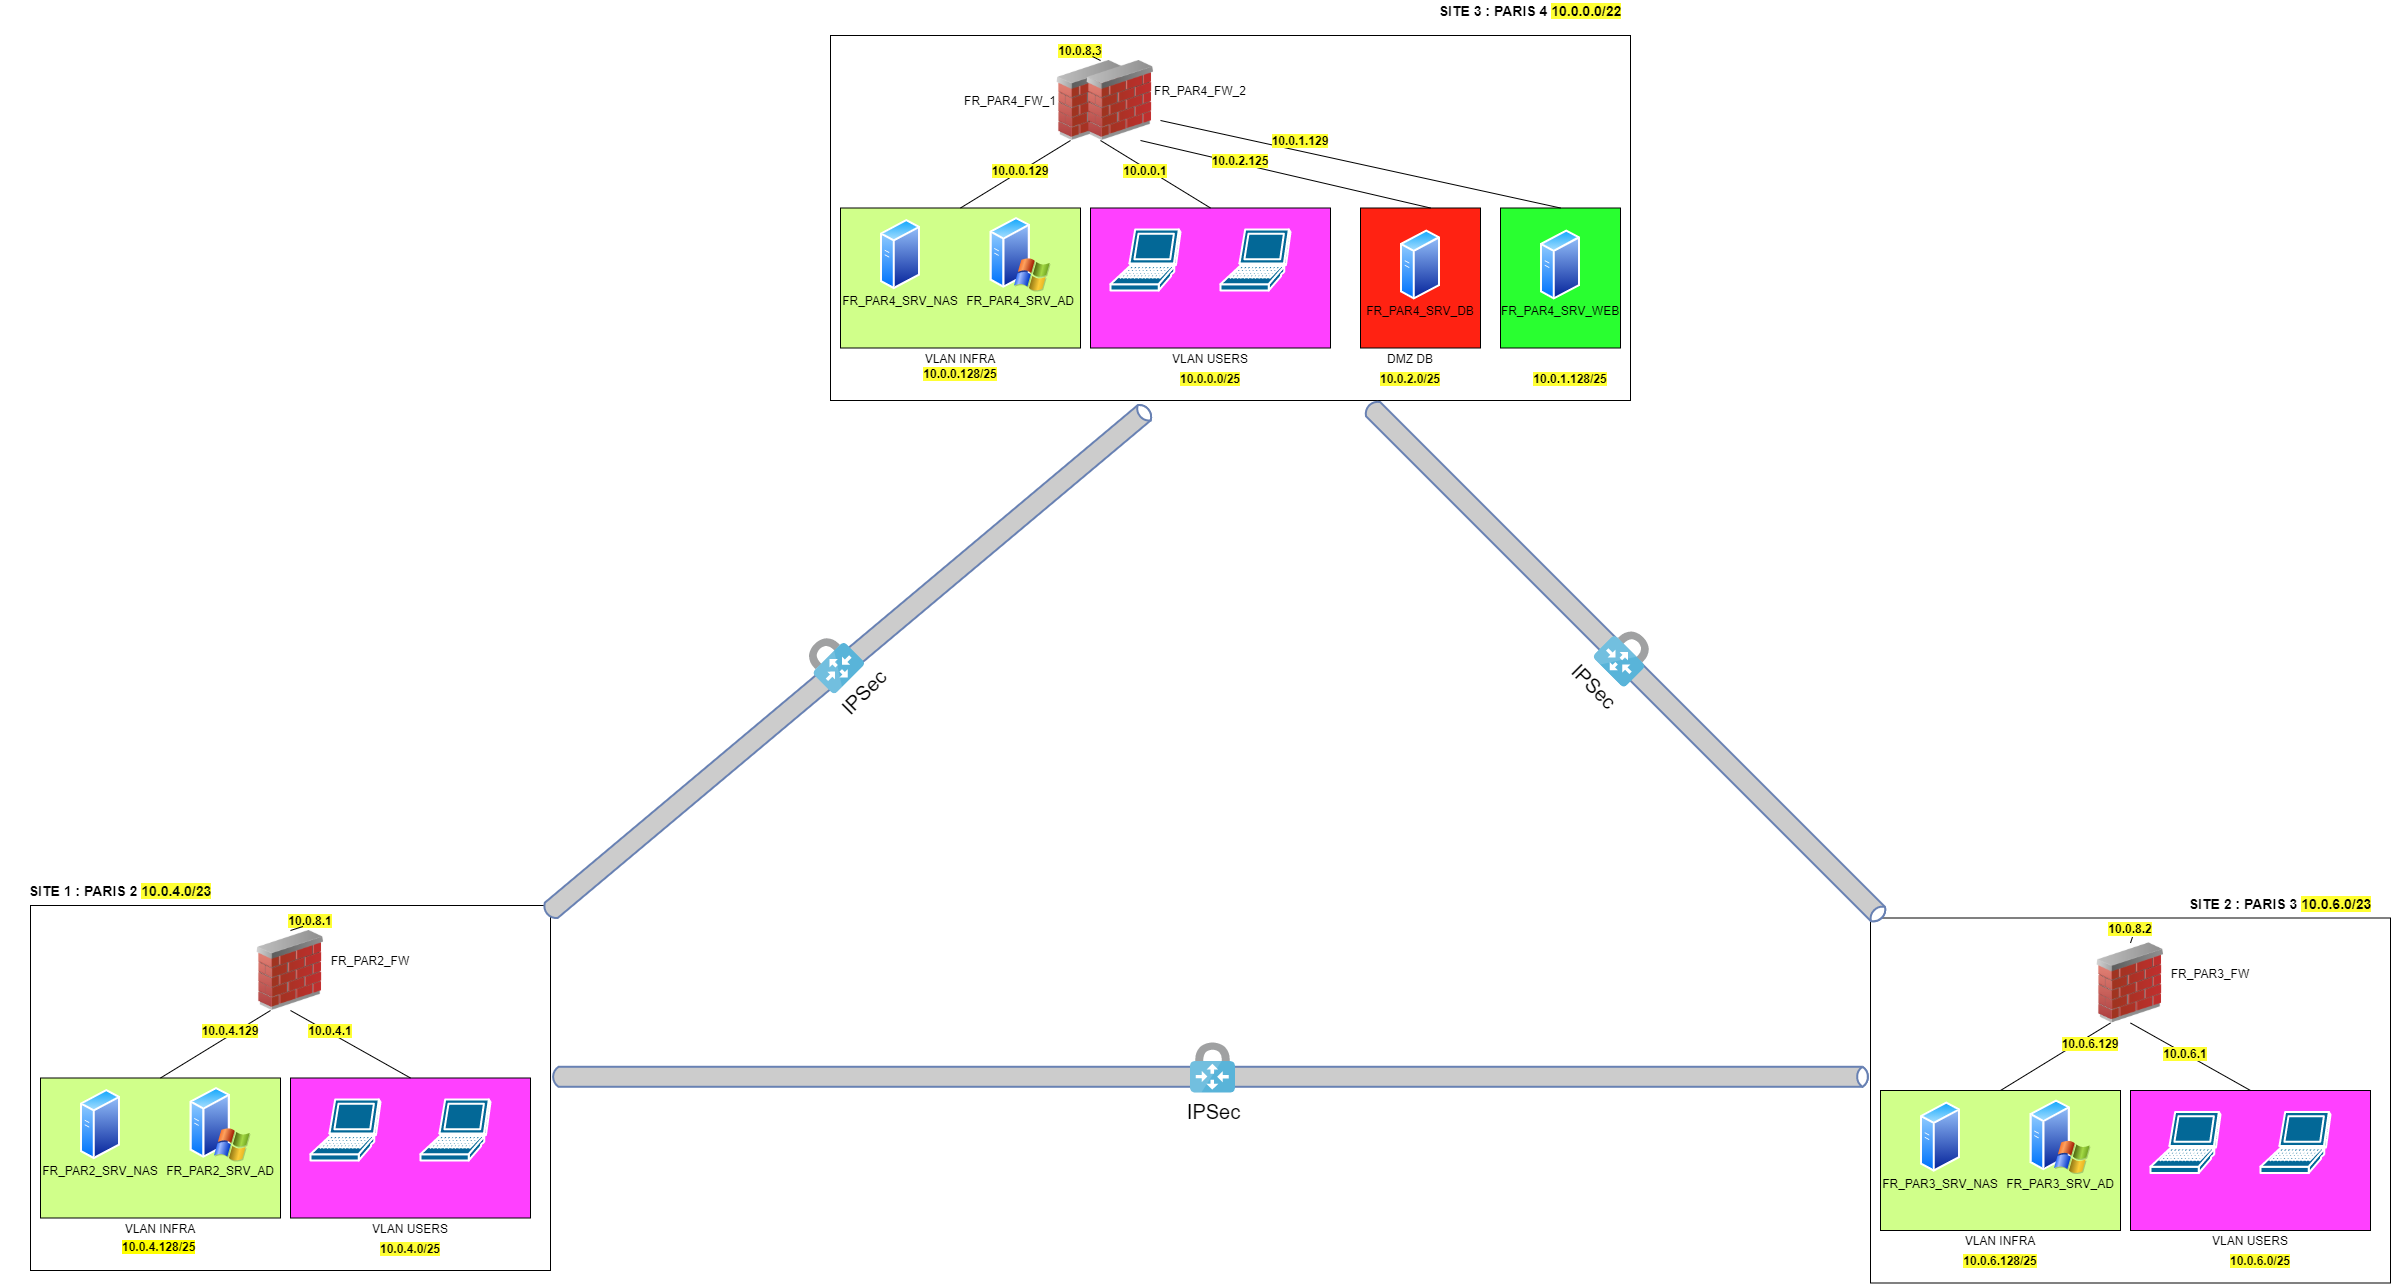 SITE 3 : PARIS 4 10.0.0.0/22
10.0.8.3
FR_PAR4_FW_1
FR_PAR4_FW_2
10.0.1.129
10.0.2.125
10.0.0.129
10.0.0.1
FR_PAR4_SRV_NAS
FR_PAR4_SRV_AD
FR_PAR4_SRV_DB
FR_PAR4_SRV_WEB
VLAN INFRA
10.0.0.128/25
VLAN USERS
10.0.0.0/25
DMZ DB
10.0.2.0/25
10.0.1.128/25
IPSec
IPSec
SITE 1 : PARIS 2 10.0.4.0/23
10.0.8.1
FR_PAR2_FW
10.0.4.129
10.0.4.1
FR_PAR2_SRV_NAS
FR_PAR2_SRV_AD
VLAN INFRA
10.0.4.128/25
VLAN USERS
10.0.4.0/25
IPSec
SITE 2 : PARIS 3 10.0.6.0/23
10.0.8.2
FR_PAR3_FW
10.0.6.129
10.0.6.1
FR_PAR3_SRV_NAS
FR_PAR3_SRV_AD
VLAN INFRA
10.0.6.128/25
VLAN USERS
10.0.6.0/25